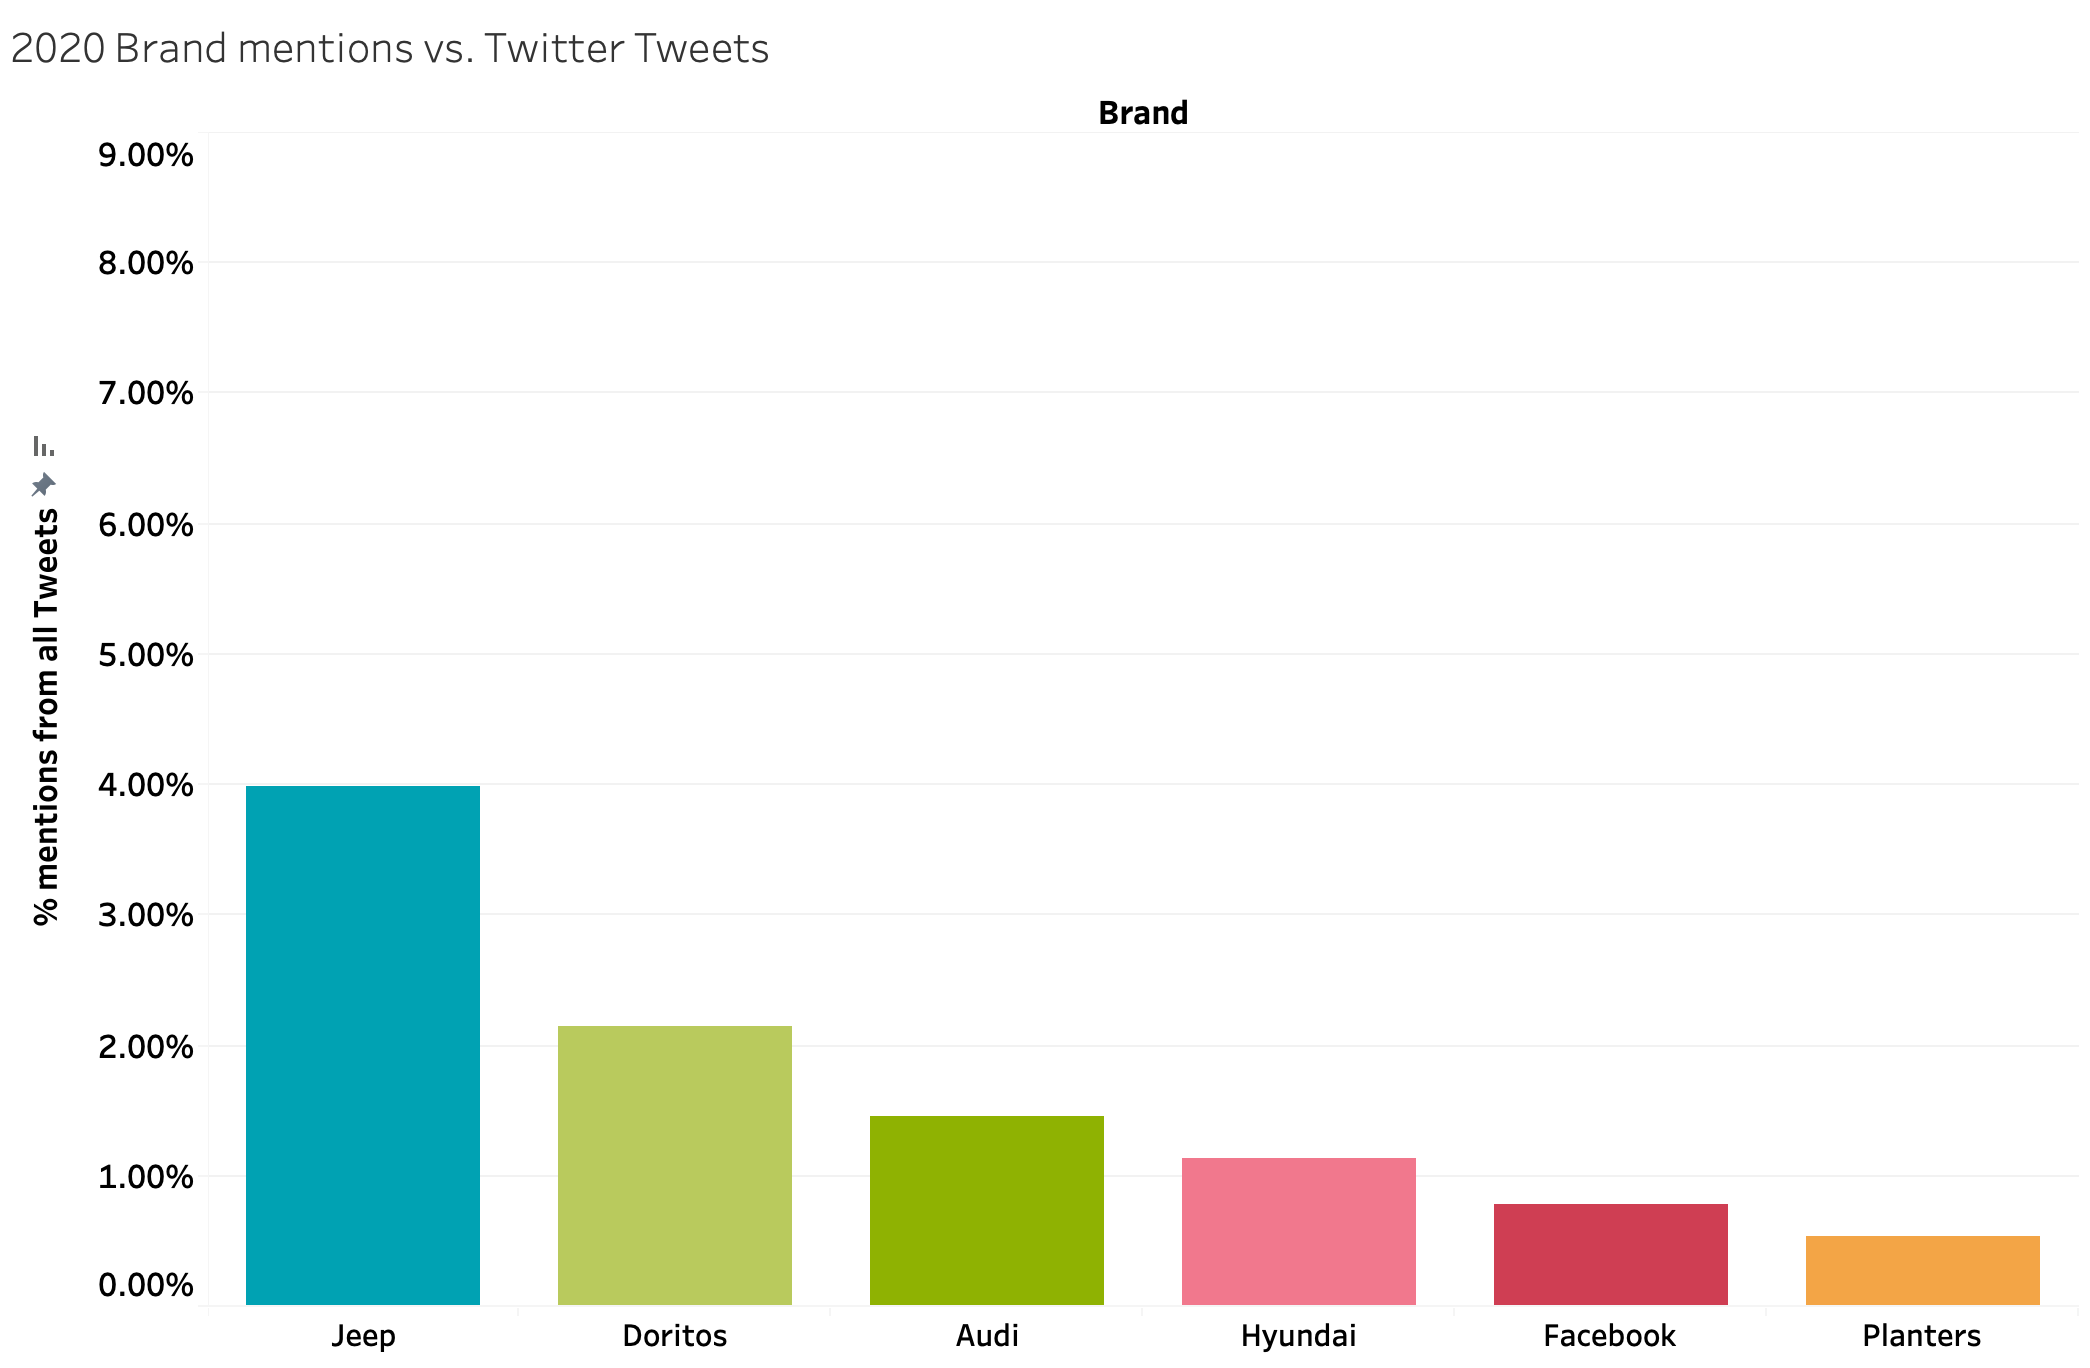 2020 Brand mentions vs. Twitter Tweets
Brand
9.00%
8.00%
7.00%
6.00%
5.00%
4.00%
3.00%
2.00%
1.00%
0.00%
% mentions from all Tweets
Jeep
Doritos
Audi
Hyundai
Facebook
Planters